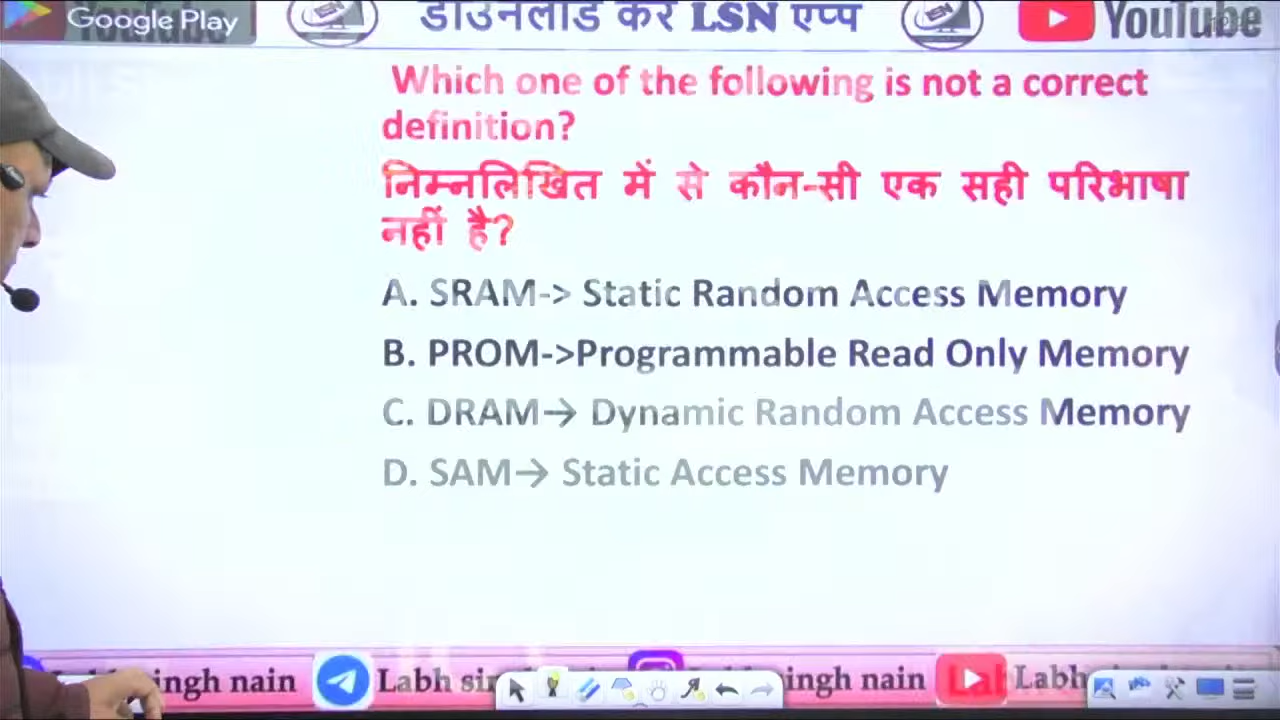 Google Play
डाउनलोड करे LSN एप्प
YouTube
Which one of the following is not a correct
definition?
निम्नलिखित में से कौन-सी एक सही परिभाषा
नहीं है?
A. SRAM-> Static Random Access Memory
B. PROM->Programmable Read Only Memory
C. DRAM→ Dynamic Random Access Memory
D. SAM→ Static Access Memory
ingh nain
Labh
ingh nain
Labh